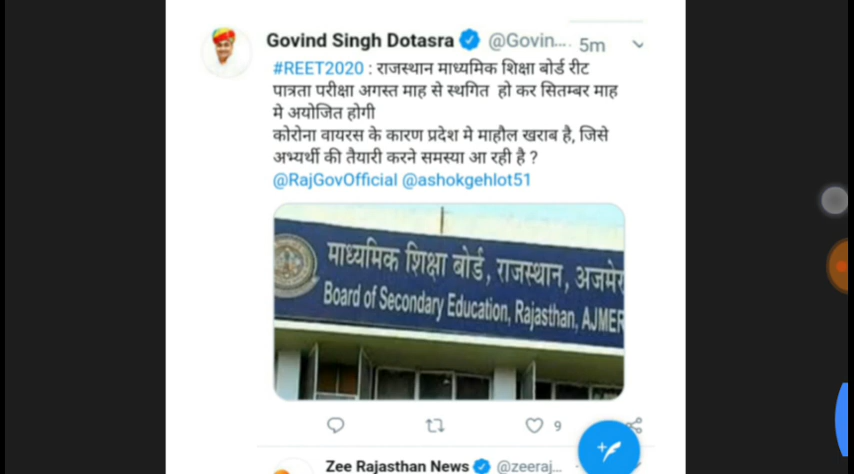 Govind Singh Dotasra @Govin... 5m
#REET2020 : राजस्थान माध्यमिक शिक्षा बोर्ड रीट
पात्रता परीक्षा अगस्त माह से स्थगित हो कर सितम्बर माह
मे अयोजित होगी
कोरोना वायरस के कारण प्रदेश मे माहौल खराब है, जिसे
अभ्यर्थी की तैयारी करने समस्या आ रही है ?
@RajGovOfficial @ashokgehlot51
माध्यमिक शिक्षा बोर्ड, राजस्थान, अजमेर
Board of Secondary Education, Rajasthan, AJMER
9
Zee Rajasthan News @zeeraj...